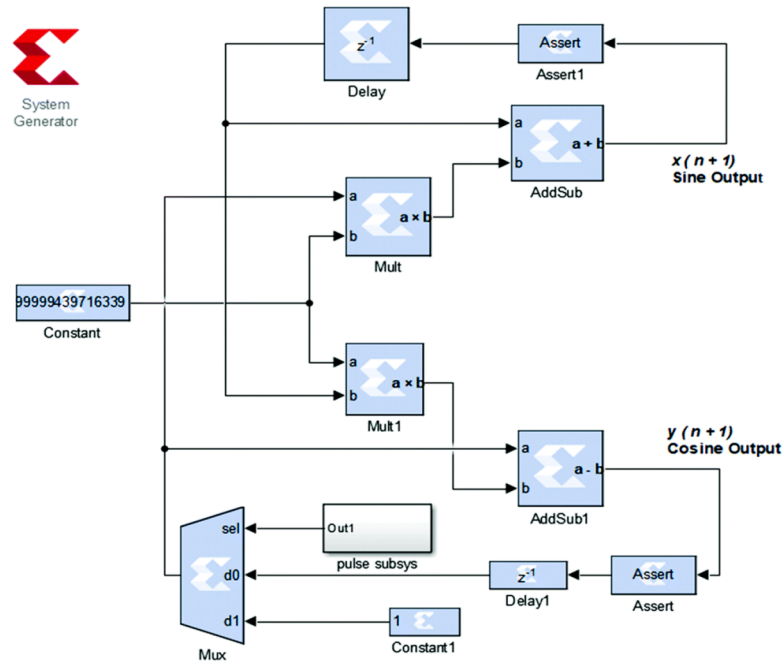 System
Generator
z-1
Delay
Assert
Assert1
a
b
a + b
AddSub
x ( n + 1)
Sine Output
a
b
a × b
Mult
99999439716339
Constant
a
b
a × b
Mult1
a
b
a - b
AddSub1
y ( n + 1)
Cosine Output
sel
d0
d1
Mux
Out1
pulse subsys
z-1
Delay1
Assert
Assert
1
Constant1